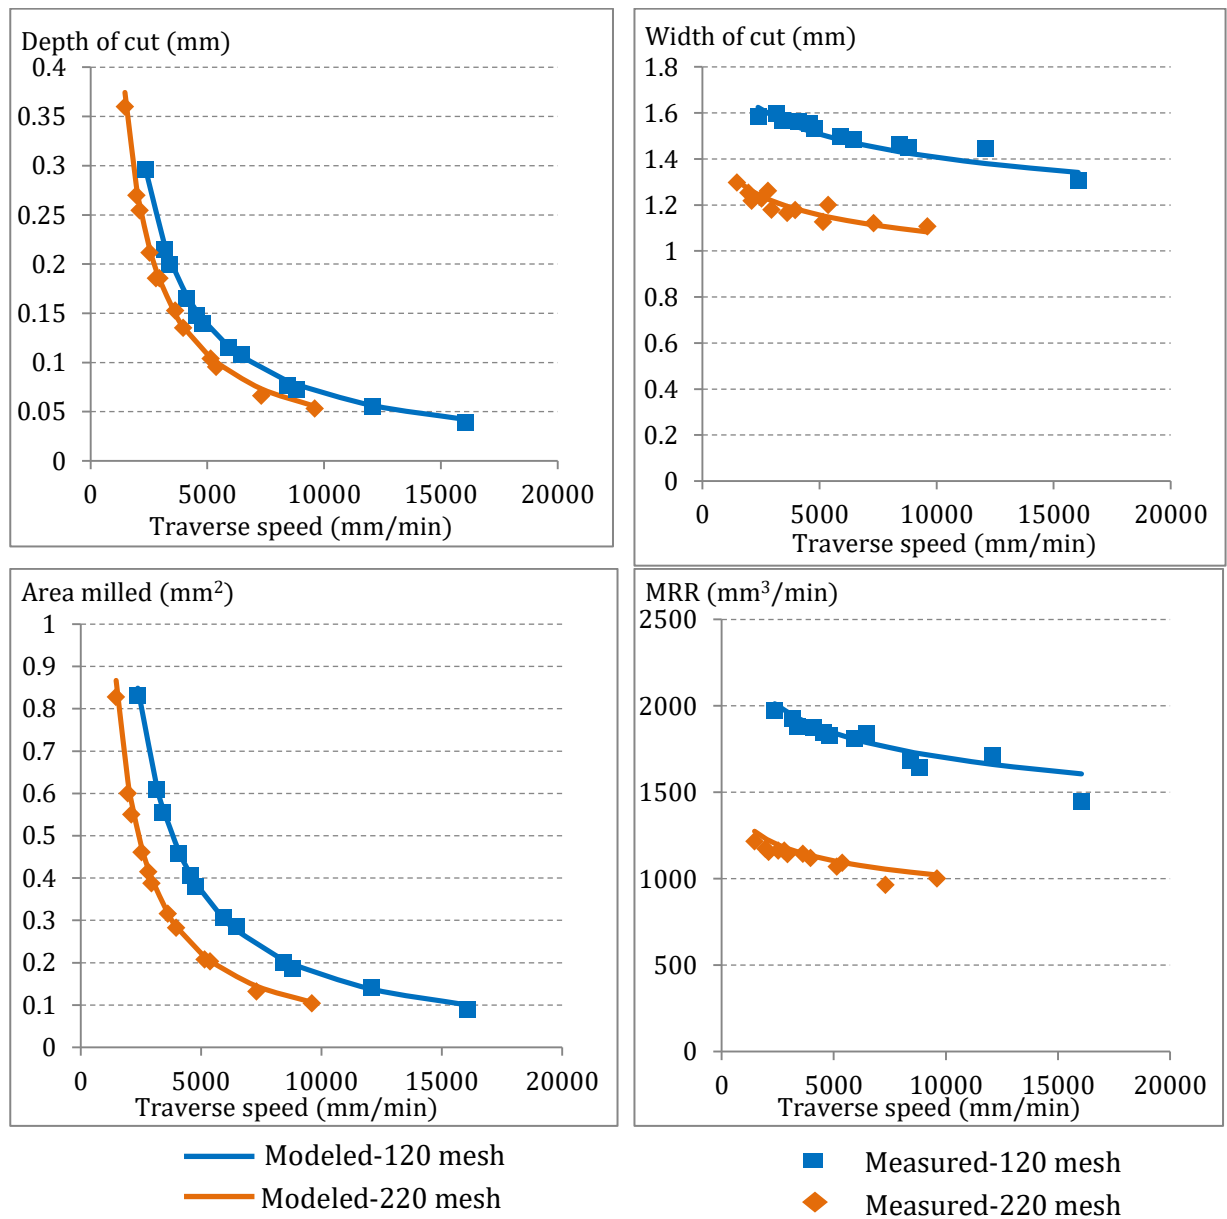 Depth of cut (mm)
0.4
0.35
0.3
0.25
0.2
0.15
0.1
0.05
0
0 5000 10000 15000 20000
Traverse speed (mm/min)
Width of cut (mm)
1.8
1.6
1.4
1.2
1
0.8
0.6
0.4
0.2
0
0 5000 10000 15000 20000
Traverse speed (mm/min)
Area milled (mm²)
1
0.9
0.8
0.7
0.6
0.5
0.4
0.3
0.2
0.1
0
0 5000 10000 15000 20000
Traverse speed (mm/min)
MRR (mm³/min)
2500
2000
1500
1000
500
0
0 5000 10000 15000 20000
Traverse speed (mm/min)
Modeled-120 mesh
Modeled-220 mesh
Measured-120 mesh
Measured-220 mesh